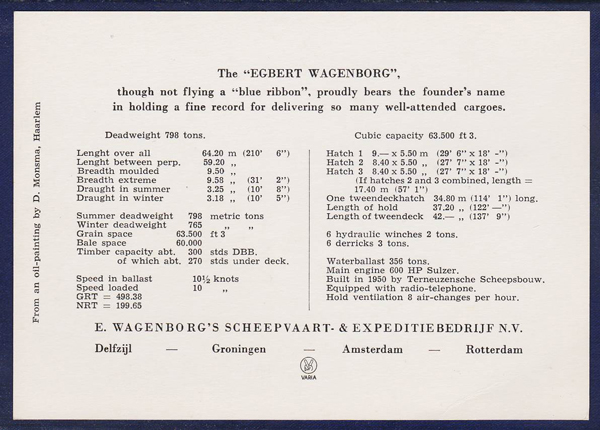 The “EGBERT WAGENBORG”,
though not flying a “blue ribbon”, proudly bears the founder’s name
in holding a fine record for delivering so many well-attended cargoes.
Deadweight 798 tons.
Lenght over all 64.20 m (210’ 6”)
Lenght between perp. 59.20 „
Breadth moulded 9.50 „
Breadth extreme 9.58 „ (31’ 2”)
Draught in summer 3.25 „ (10’ 8”)
Draught in winter 3.18 „ (10’ 5”)
Summer deadweight 798 metric tons
Winter deadweight 765 „ „
Grain space 63.500 ft 3
Bale space 60.000
Timber capacity abt. 300 stds DBB.
of which abt. 270 stds under deck.
Speed in ballast 10½ knots
Speed loaded 10 „
GRT = 498.38
NRT = 199.65
Cubic capacity 63.500 ft 3.
Hatch 1 9.— x 5.50 m (29’ 6” x 18’ -”)
Hatch 2 8.40 x 5.50 „ (27’ 7” x 18’ -”)
Hatch 3 8.40 x 5.50 „ (27’ 7” x 18’ -”)
(If hatches 2 and 3 combined, length =
17.40 m (57’ 1”)
One tweendeckhatch 34.80 m (114’ 1”) long.
Length of hold 37.20 „ (122’ —”)
Length of tweendeck 42.— „ (137’ 9”)
6 hydraulic winches 2 tons.
6 derricks 3 tons.
Waterballast 356 tons.
Main engine 600 HP Sulzer.
Built in 1950 by Terneuzensche Scheepsbouw.
Equipped with radio-telephone.
Hold ventilation 8 air-changes per hour.
E. WAGENBORG’S SCHEEPVAART- & EXPEDITIEBEDRIJF N.V.
Delfzijl — Groningen — Amsterdam — Rotterdam
VARIA
From an oil-painting by D. Monsma, Haarlem